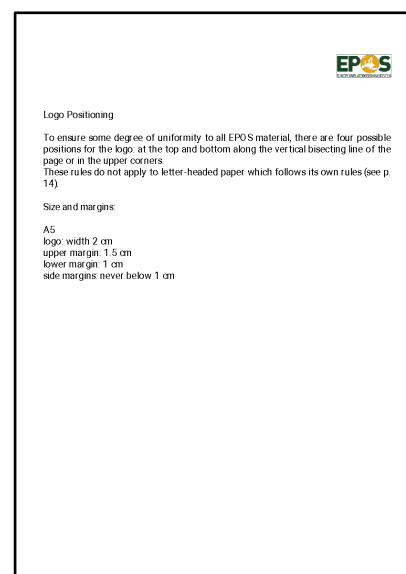 EPOS
EUROPEAN PLATE OBSERVING SYSTEM
Logo Positioning
To ensure some degree of uniformity to all EPOS material, there are four possible
positions for the logo: at the top and bottom along the vertical bisecting line of the
page or in the upper corners.
These rules do not apply to letter-headed paper which follows its own rules (see p.
14).
Size and margins:
A5
logo: width 2 cm
upper margin: 1.5 cm
lower margin: 1 cm
side margins: never below 1 cm